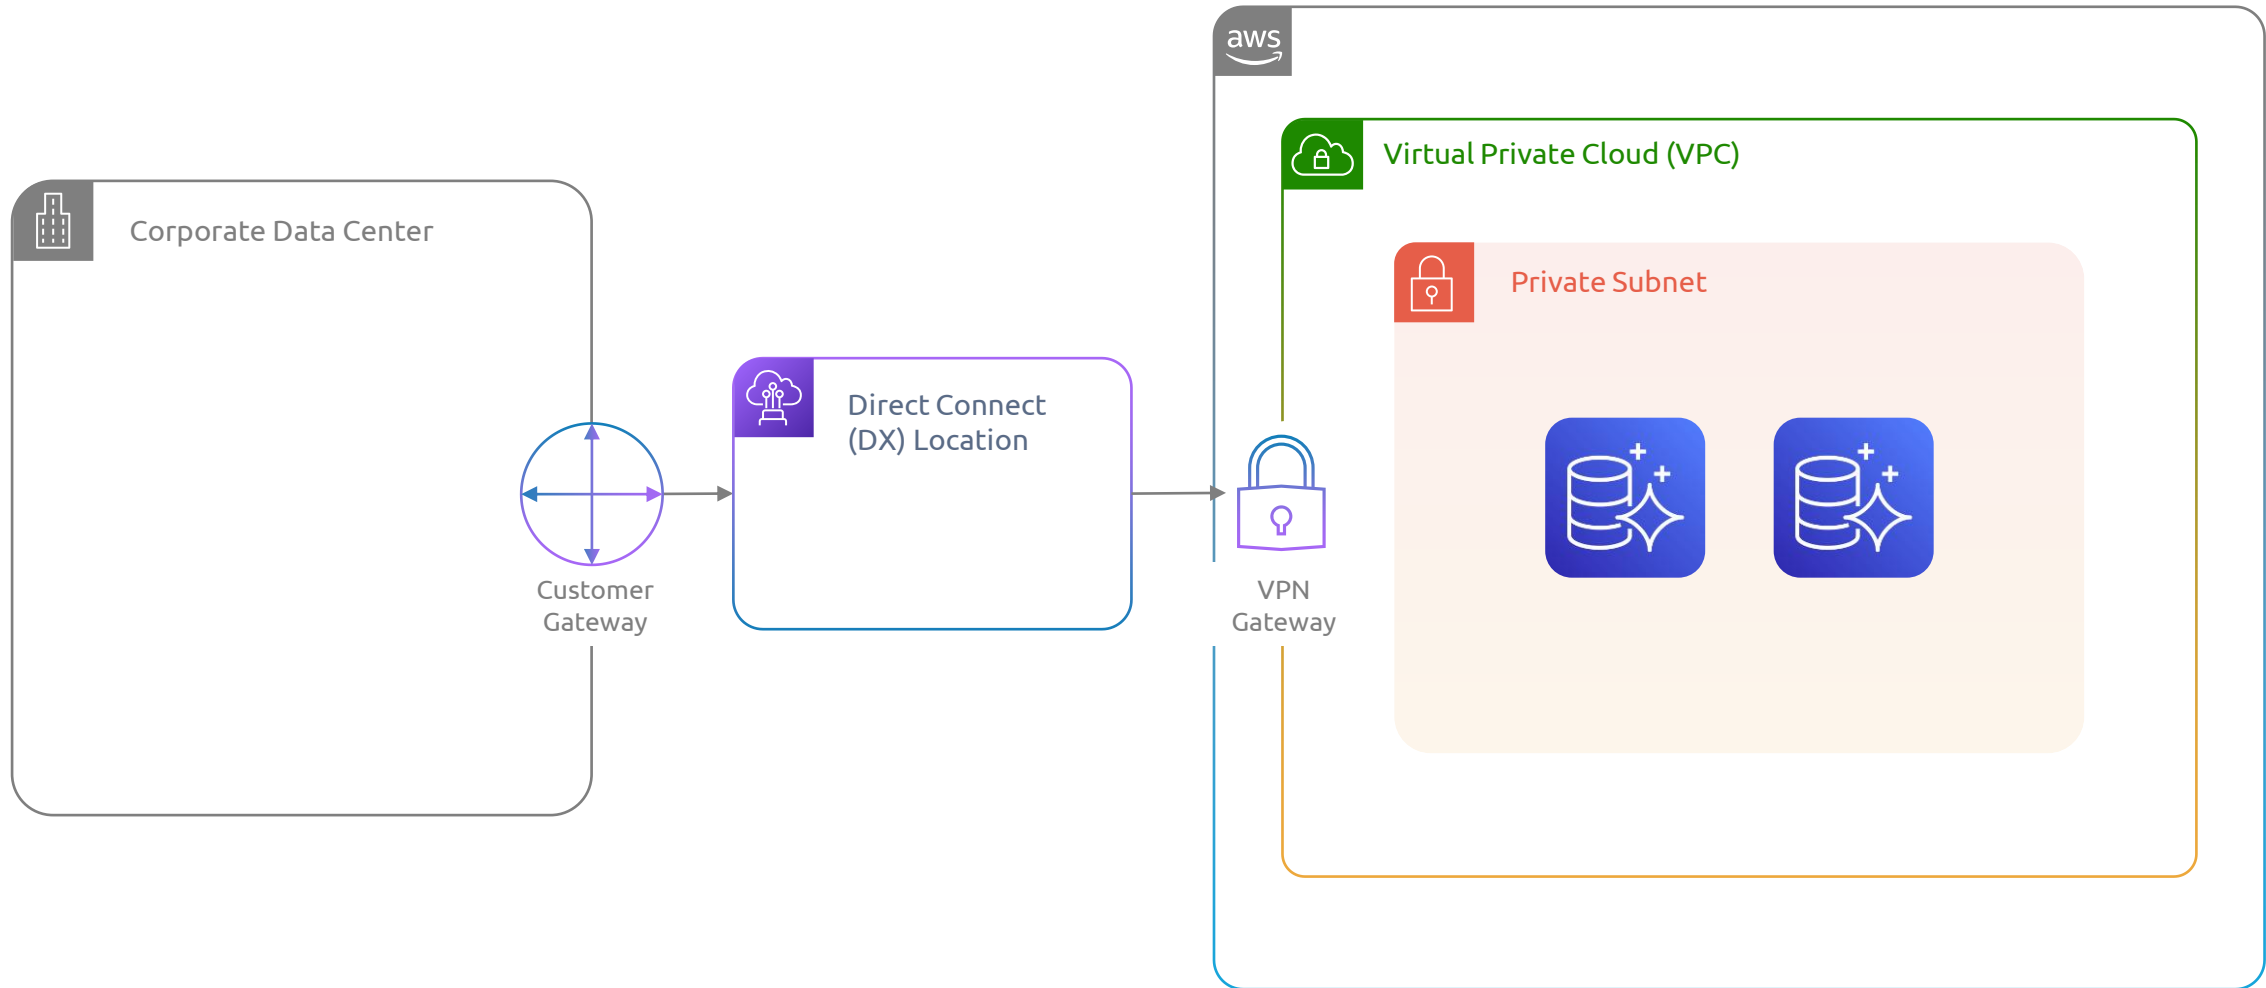 aws
Virtual Private Cloud (VPC)
Corporate Data Center
Private Subnet
Direct Connect
(DX) Location
Customer
Gateway
VPN
Gateway